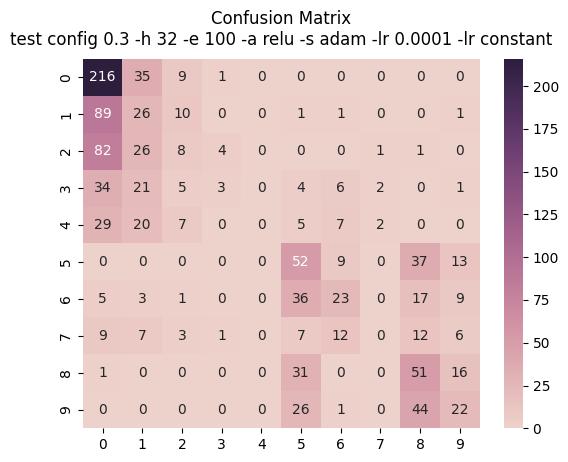 Confusion Matrix
test config 0.3 -h 32 -e 100 -a relu -s adam -lr 0.0001 -lr constant
0 216 35 9 1 0 0 0 0 0 0
1 89 26 10 0 0 1 1 0 0 1
2 82 26 8 4 0 0 0 1 1 0
3 34 21 5 3 0 4 6 2 0 1
4 29 20 7 0 0 5 7 2 0 0
5 0 0 0 0 0 52 9 0 37 13
6 5 3 1 0 0 36 23 0 17 9
7 9 7 3 1 0 7 12 0 12 6
8 1 0 0 0 0 31 0 0 51 16
9 0 0 0 0 0 26 1 0 44 22
0 1 2 3 4 5 6 7 8 9
200
175
150
125
100
75
50
25
0